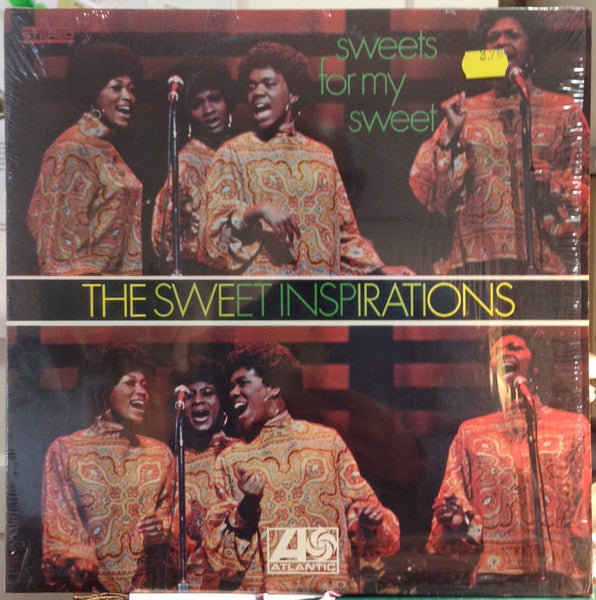 STEREO
sweets
for my
sweet
THE SWEET INSPIRATIONS
ATLANTIC